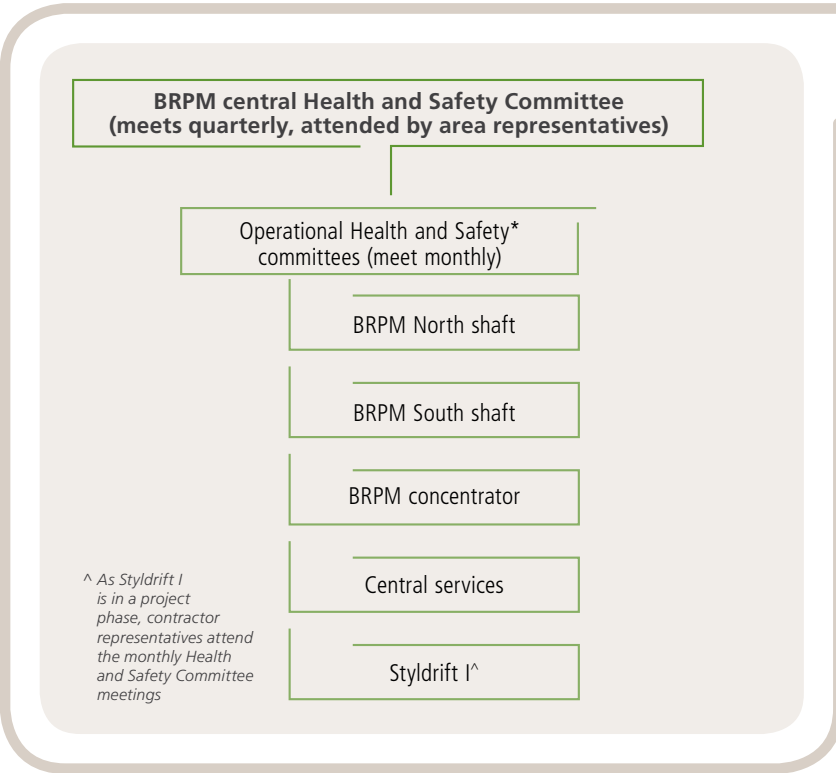 BRPM central Health and Safety Committee
(meets quarterly, attended by area representatives)
Operational Health and Safety*
committees (meet monthly)
BRPM North shaft
BRPM South shaft
BRPM concentrator
Central services
Styldrift I^
^ As Styldrift I
is in a project
phase, contractor
representatives attend
the monthly Health
and Safety Committee
meetings